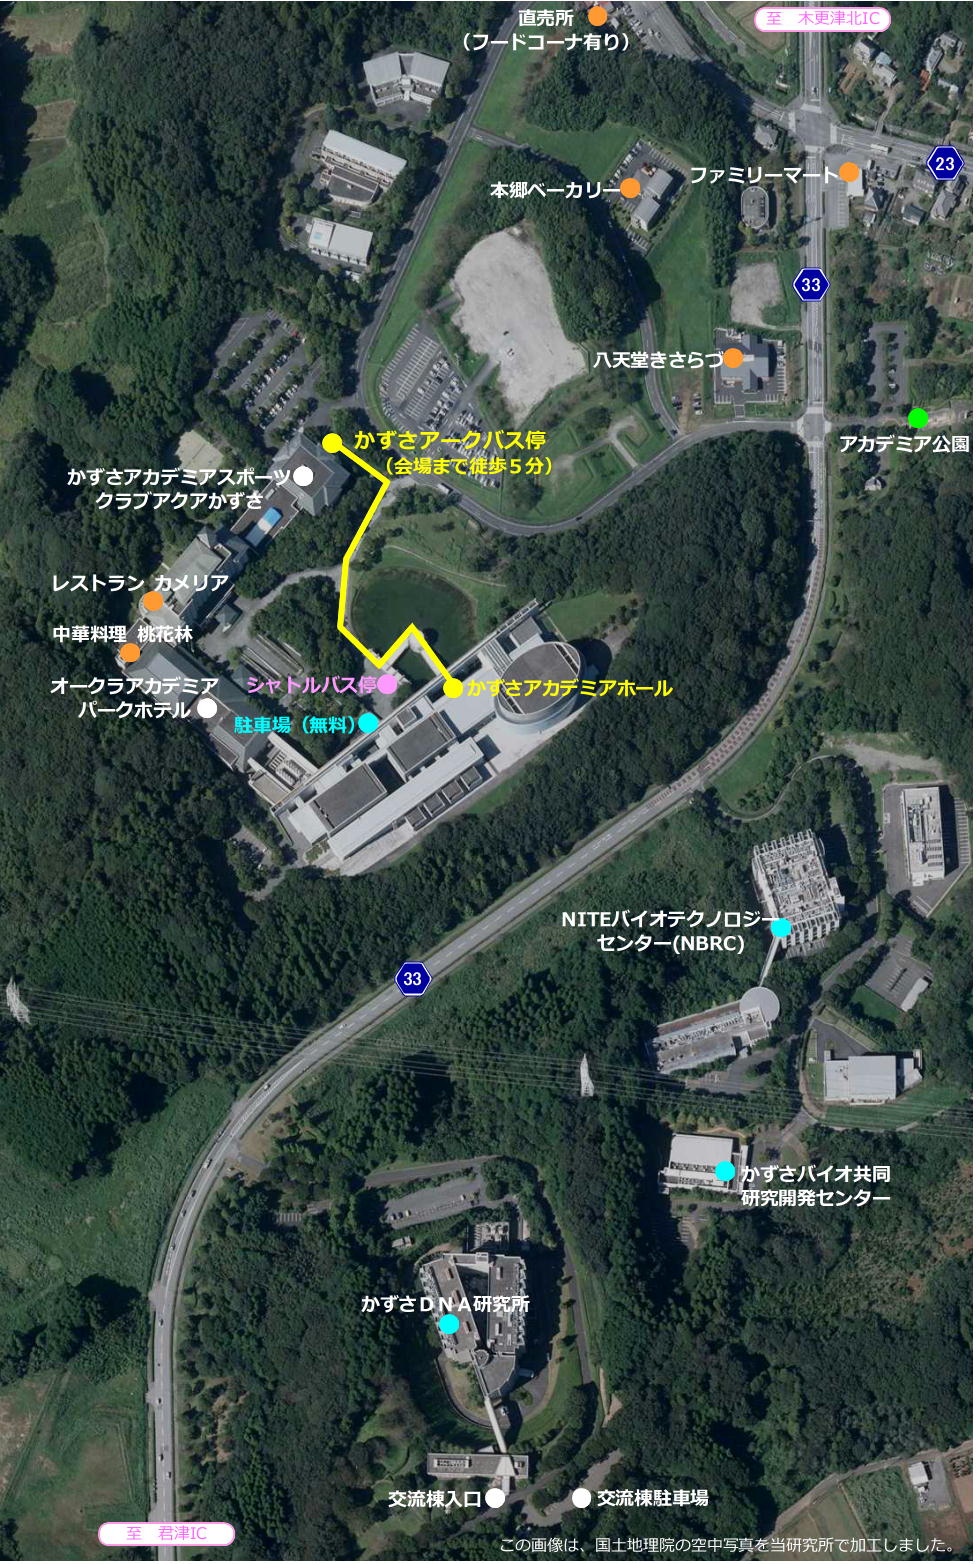 直売所
（フードコーナ有り）
至　木更津北IC
23
ファミリーマート
本郷ベーカリー
33
八天堂きさらづ
アカデミア公園
かずさアークバス停
（会場まで徒歩５分）
かずさアカデミアスポーツ
クラブアクアかずさ
レストラン カメリア
中華料理 桃花林
オークラアカデミア
パークホテル
シャトルバス停
かずさアカデミアホール
駐車場（無料）
NITEバイオテクノロジー
センター(NBRC)
33
かずさバイオ共同
研究開発センター
かずさＤＮＡ研究所
交流棟入口
交流棟駐車場
至　君津IC
この画像は、国土地理院の空中写真を当研究所で加工しました。